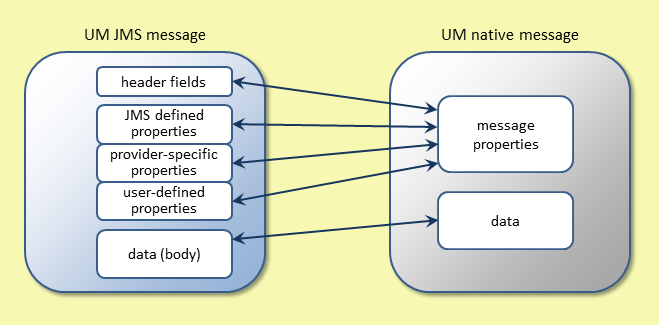 UM JMS message
header fields
JMS defined
properties
provider-specific
properties
user-defined
properties
data (body)
UM native message
message
properties
data